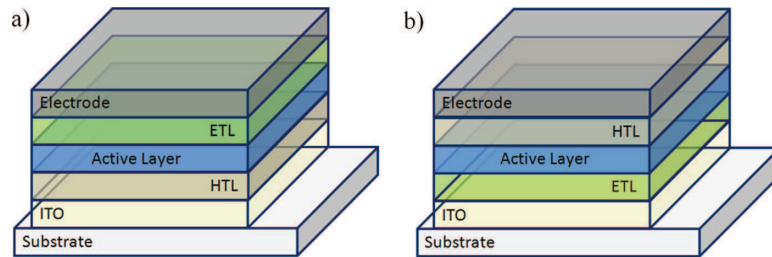 a)
Electrode
ETL
Active Layer
HTL
ITO
Substrate
b)
Electrode
HTL
Active Layer
ETL
ITO
Substrate